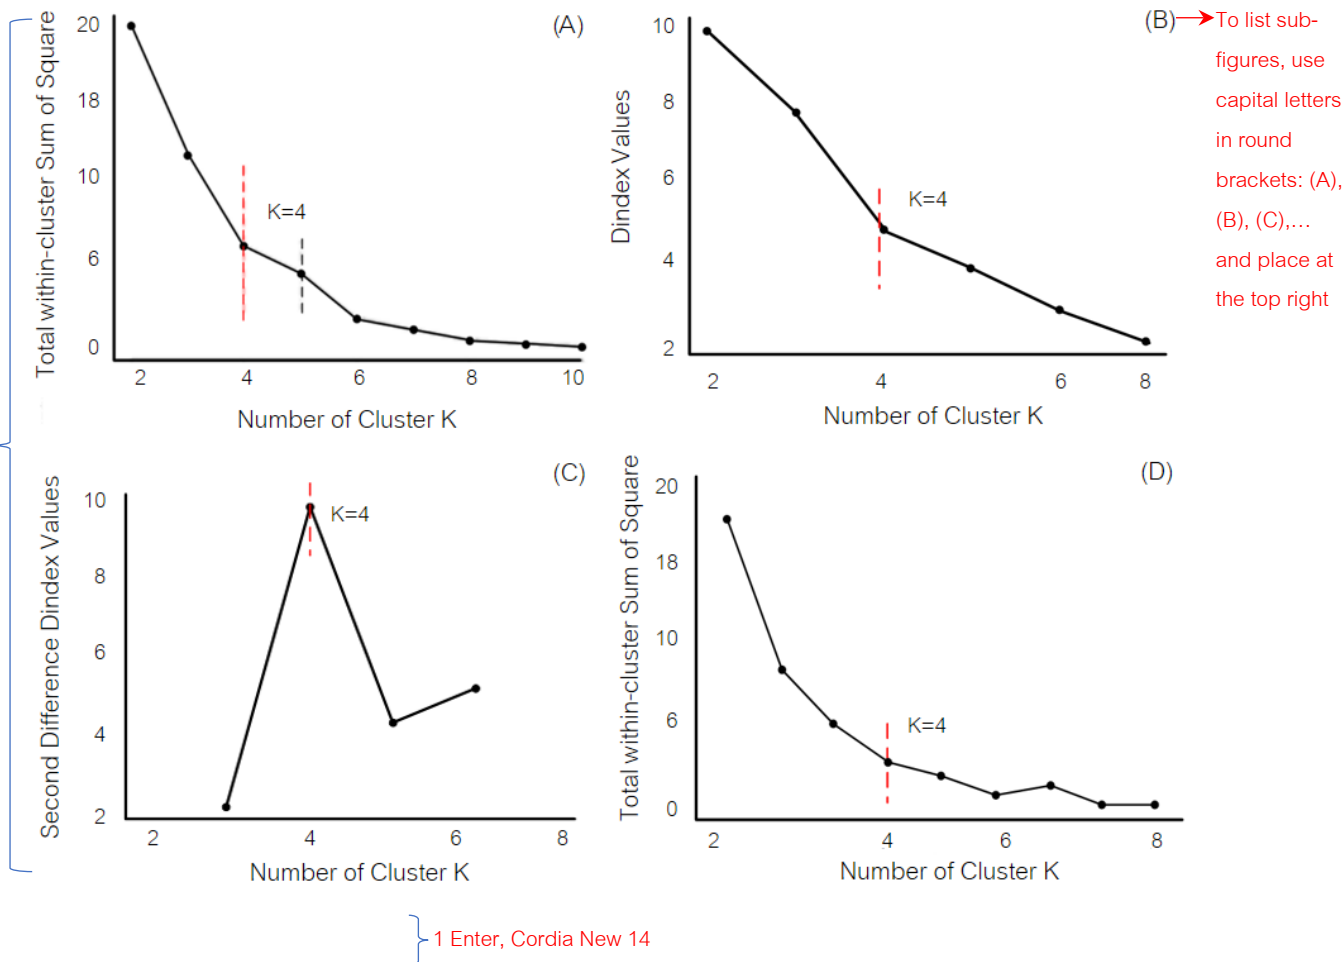 (A)
20
18
10
6
0
Total within-cluster Sum of Square
K=4
2 4 6 8 10
Number of Cluster K
(B)
10
8
6
4
2
Dindex Values
K=4
2 4 6 8
Number of Cluster K
To list sub-
figures, use
capital letters
in round
brackets: (A),
(B), (C),...
and place at
the top right
(C)
10
8
6
4
2
Second Difference Dindex Values
K=4
2 4 6 8
Number of Cluster K
(D)
20
18
10
6
0
Total within-cluster Sum of Square
K=4
2 4 6 8
Number of Cluster K
1 Enter, Cordia New 14